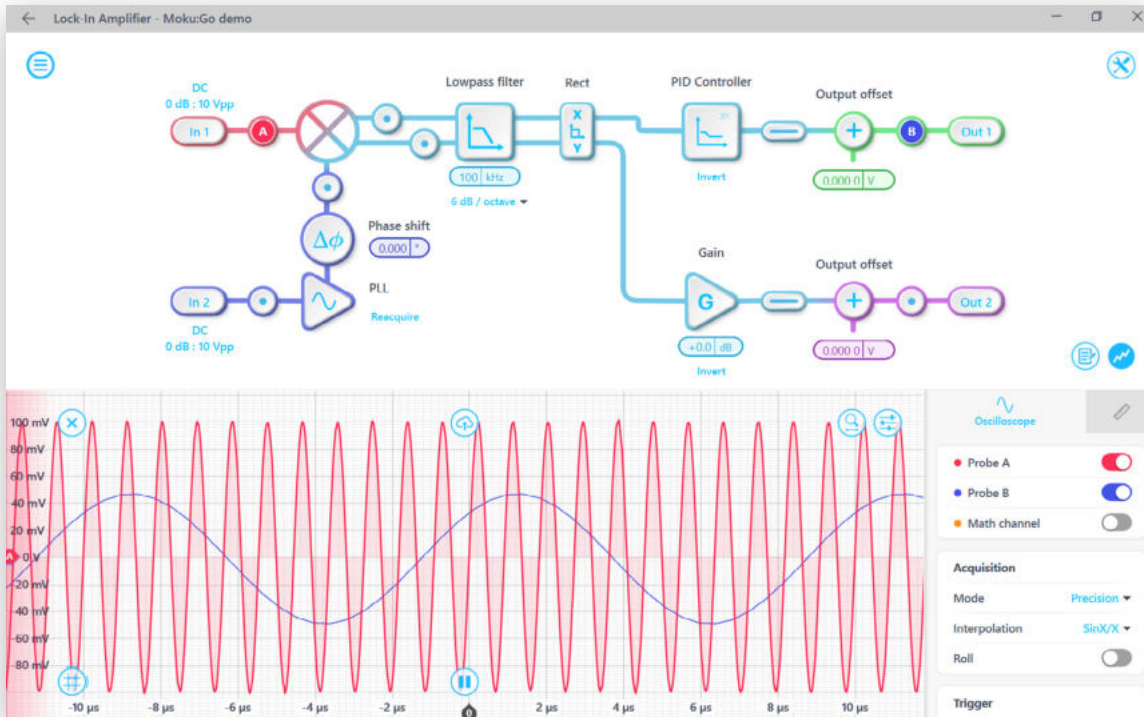 Lock-In Amplifier - Moku:Go demo
DC
0 dB : 10 Vpp
In 1
A
Lowpass filter
100 kHz
6 dB / octave
Rect
X
Y
PID Controller
Invert
Output offset
+
0.000 0 V
B
Out 1
Δϕ
Phase shift
0.000 °
PLL
Reacquire
In 2
DC
0 dB : 10 Vpp
Gain
G
+0.0 dB
Invert
Output offset
+
0.000 0 V
Out 2
100 mV
80 mV
60 mV
40 mV
20 mV
A 0 V
-20 mV
-40 mV
-60 mV
-80 mV
-10 µs -8 µs -6 µs -4 µs -2 µs 0 2 µs 4 µs 6 µs 8 µs 10 µs
Oscilloscope
Probe A
Probe B
Math channel
Acquisition
Mode Precision
Interpolation SinX/X
Roll
Trigger